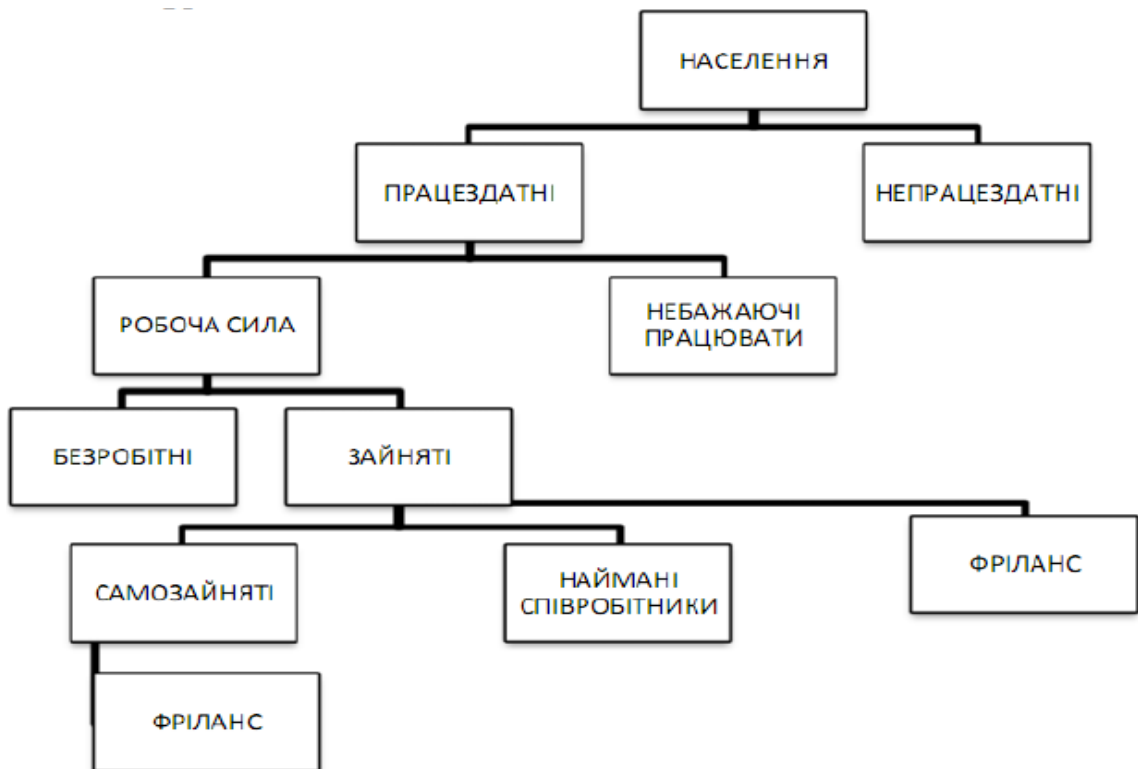 НАСЕЛЕННЯ
ПРАЦЕЗДАТНІ
НЕПРАЦЕЗДАТНІ
РОБОЧА СИЛА
НЕБАЖАЮЧІ
ПРАЦЮВАТИ
БЕЗРОБІТНІ
ЗАЙНЯТІ
САМОЗАЙНЯТІ
НАЙМАНІ
СПІВРОБІТНИКИ
ФРІЛАНС
ФРІЛАНС